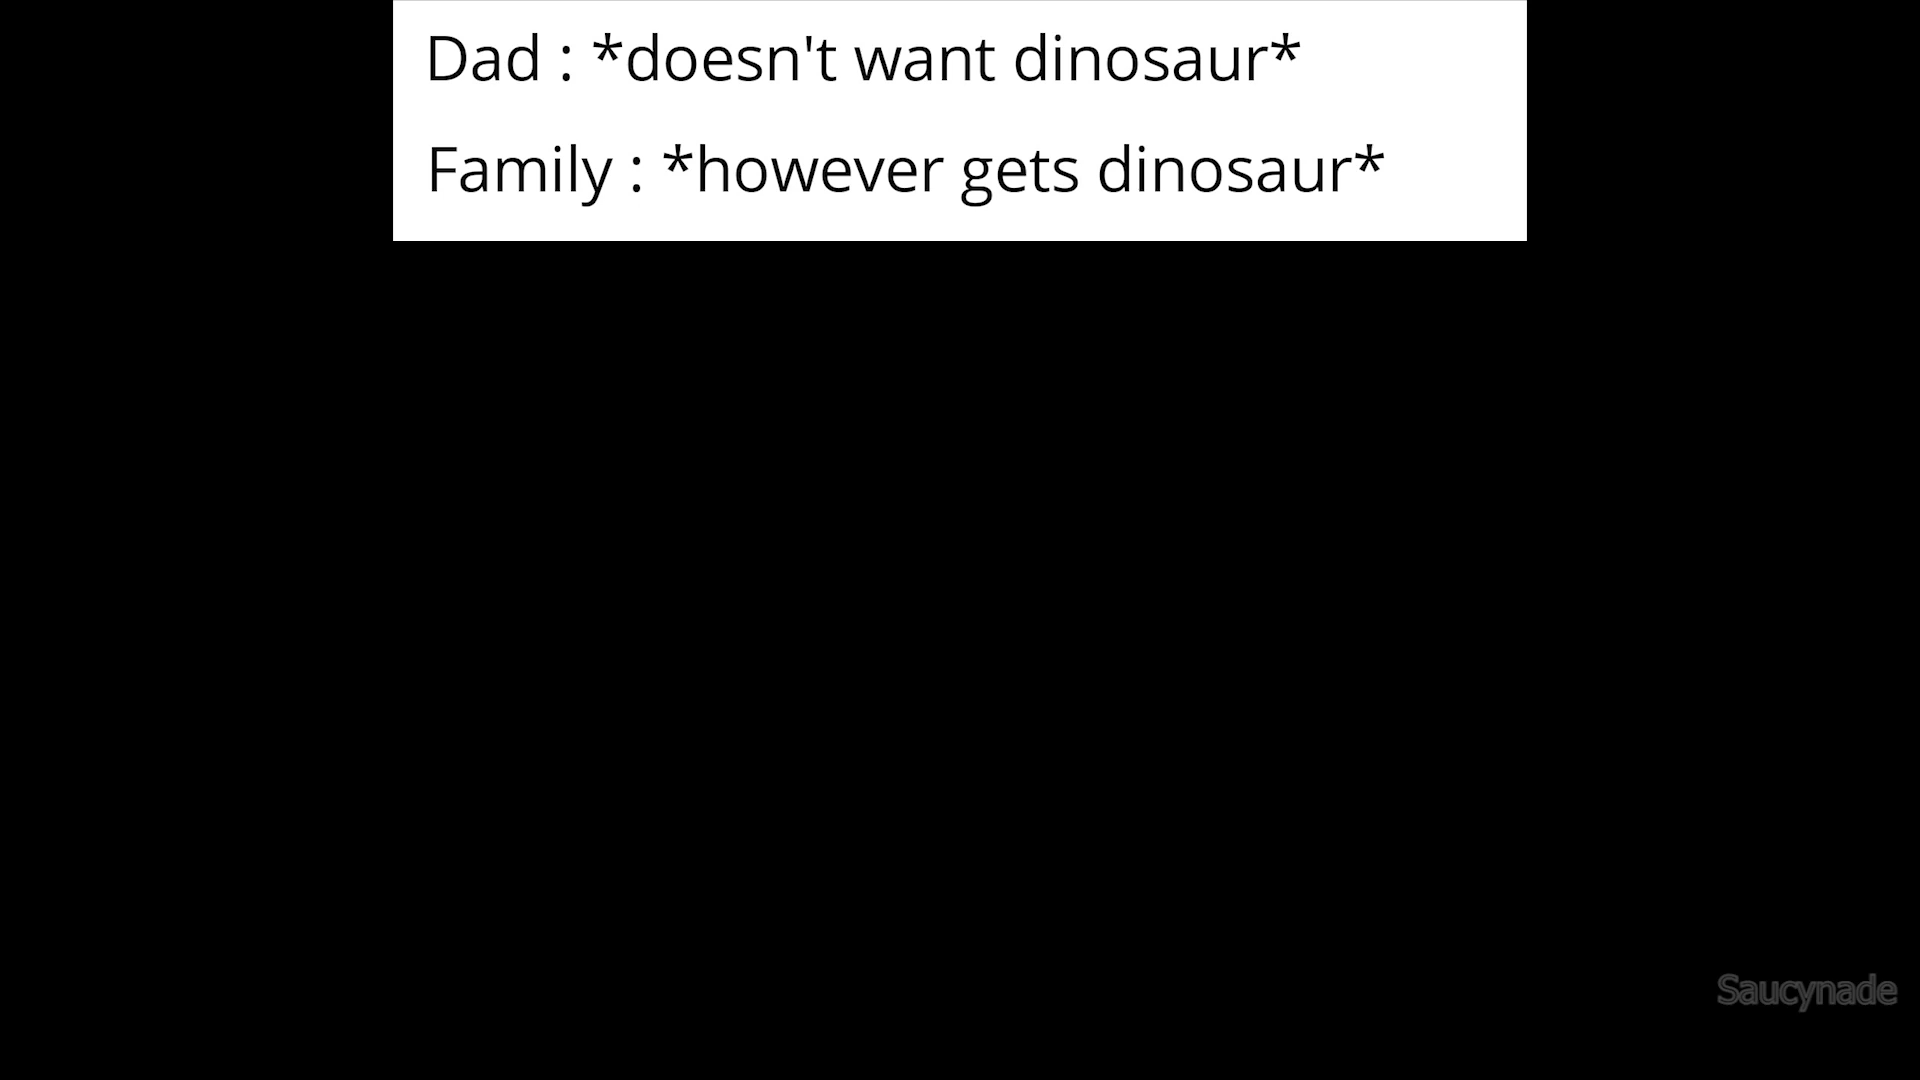 Dad : *doesn't want dinosaur*
Family : *however gets dinosaur*
Saucynade